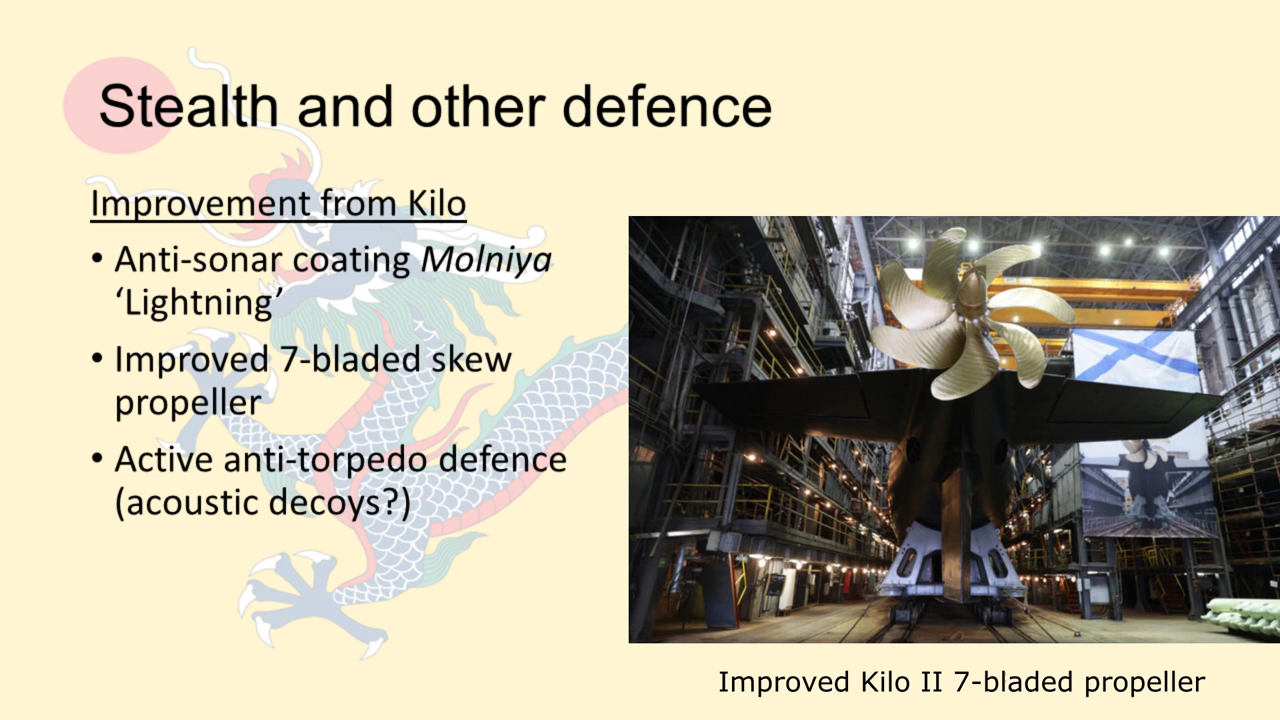 Stealth and other defence
Improvement from Kilo
• Anti-sonar coating Molniya
‘Lightning’
• Improved 7-bladed skew
propeller
• Active anti-torpedo defence
(acoustic decoys?)
Improved Kilo II 7-bladed propeller